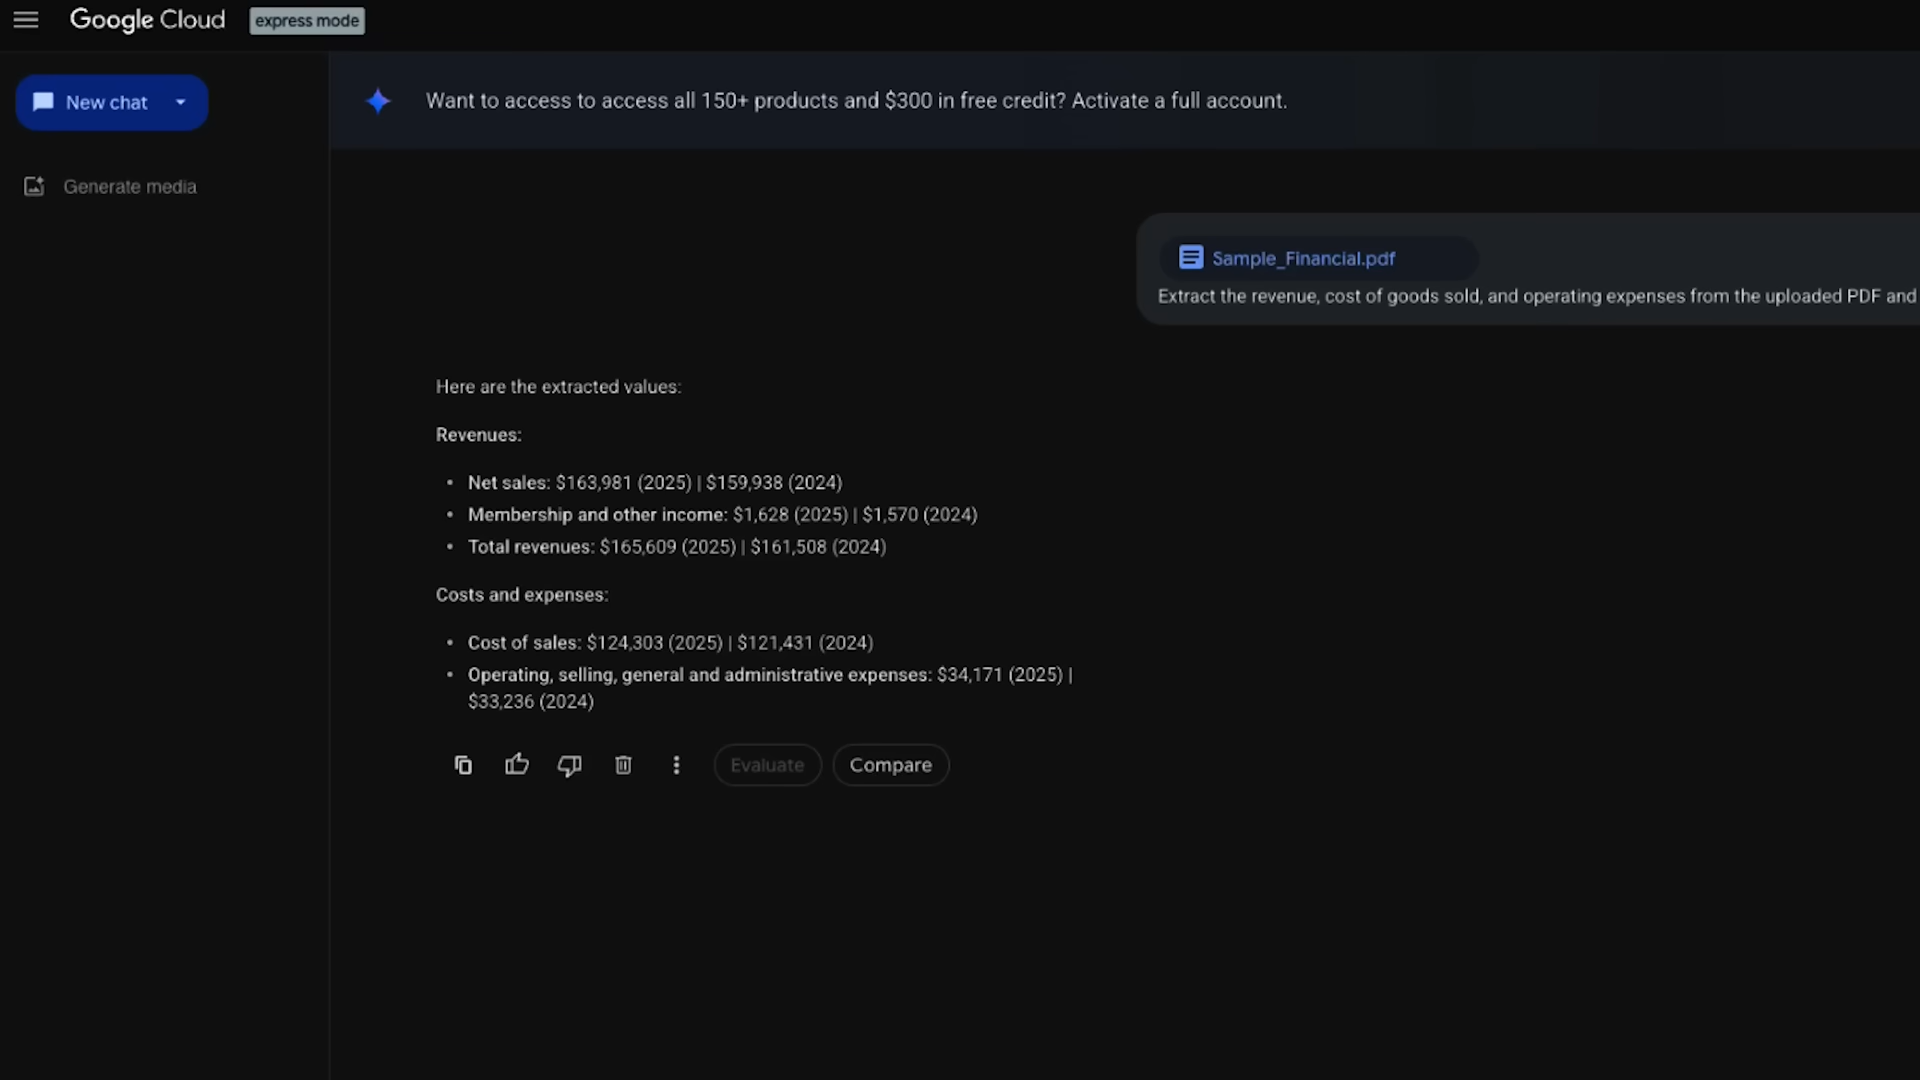 Google Cloud express mode
New chat
Want to access to access all 150+ products and $300 in free credit? Activate a full account.
Generate media
Sample_Financial.pdf
Extract the revenue, cost of goods sold, and operating expenses from the uploaded PDF and
Here are the extracted values:
Revenues:
• Net sales: $163,981 (2025) | $159,938 (2024)
• Membership and other income: $1,628 (2025) | $1,570 (2024)
• Total revenues: $165,609 (2025) | $161,508 (2024)
Costs and expenses:
• Cost of sales: $124,303 (2025) | $121,431 (2024)
• Operating, selling, general and administrative expenses: $34,171 (2025) |
$33,236 (2024)
Evaluate Compare